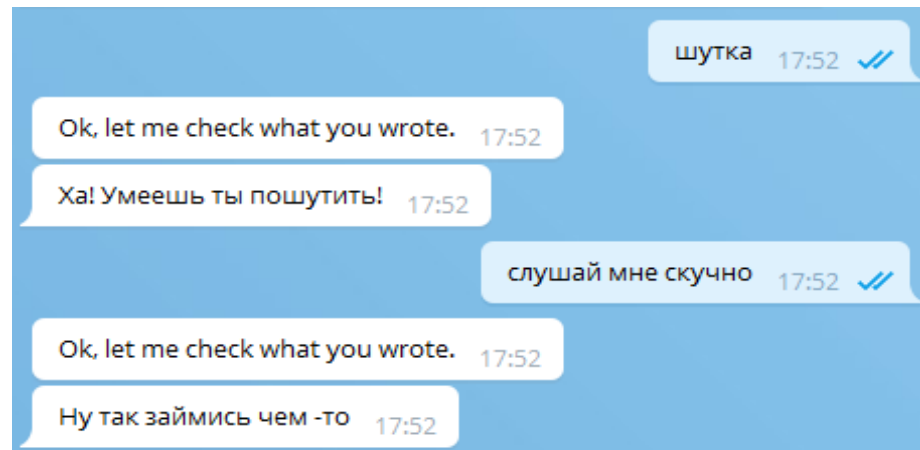 шутка 17:52
Ok, let me check what you wrote. 17:52
Ха! Умеешь ты пошутить! 17:52
слушай мне скучно 17:52
Ok, let me check what you wrote. 17:52
Ну так займись чем -то 17:52